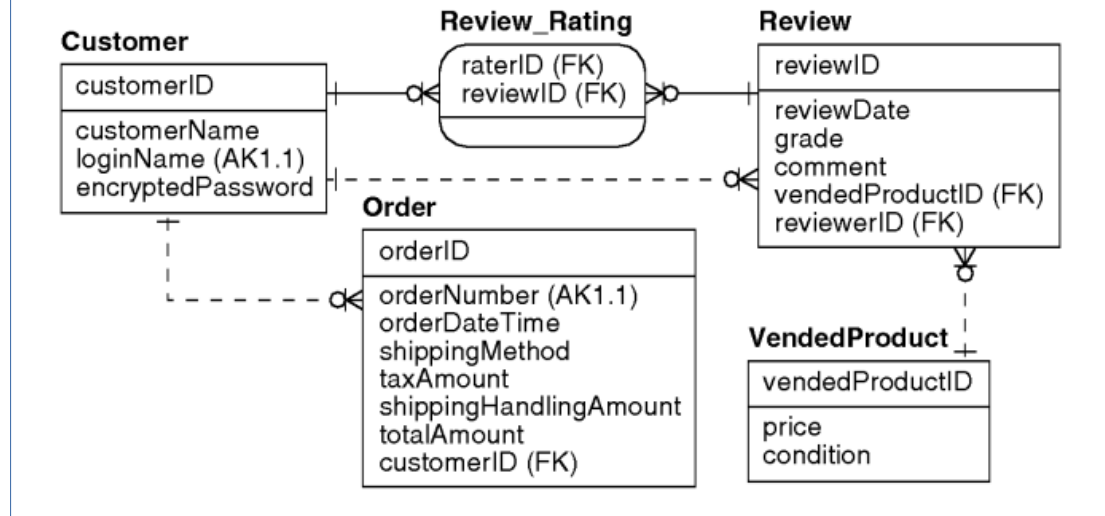 Customer
customerID
customerName
loginName (AK1.1)
encryptedPassword
Review_Rating
raterID (FK)
reviewID (FK)
Review
reviewID
reviewDate
grade
comment
vendedProductID (FK)
reviewerID (FK)
Order
orderID
orderNumber (AK1.1)
orderDateTime
shippingMethod
taxAmount
shippingHandlingAmount
totalAmount
customerID (FK)
VendedProduct
vendedProductID
price
condition